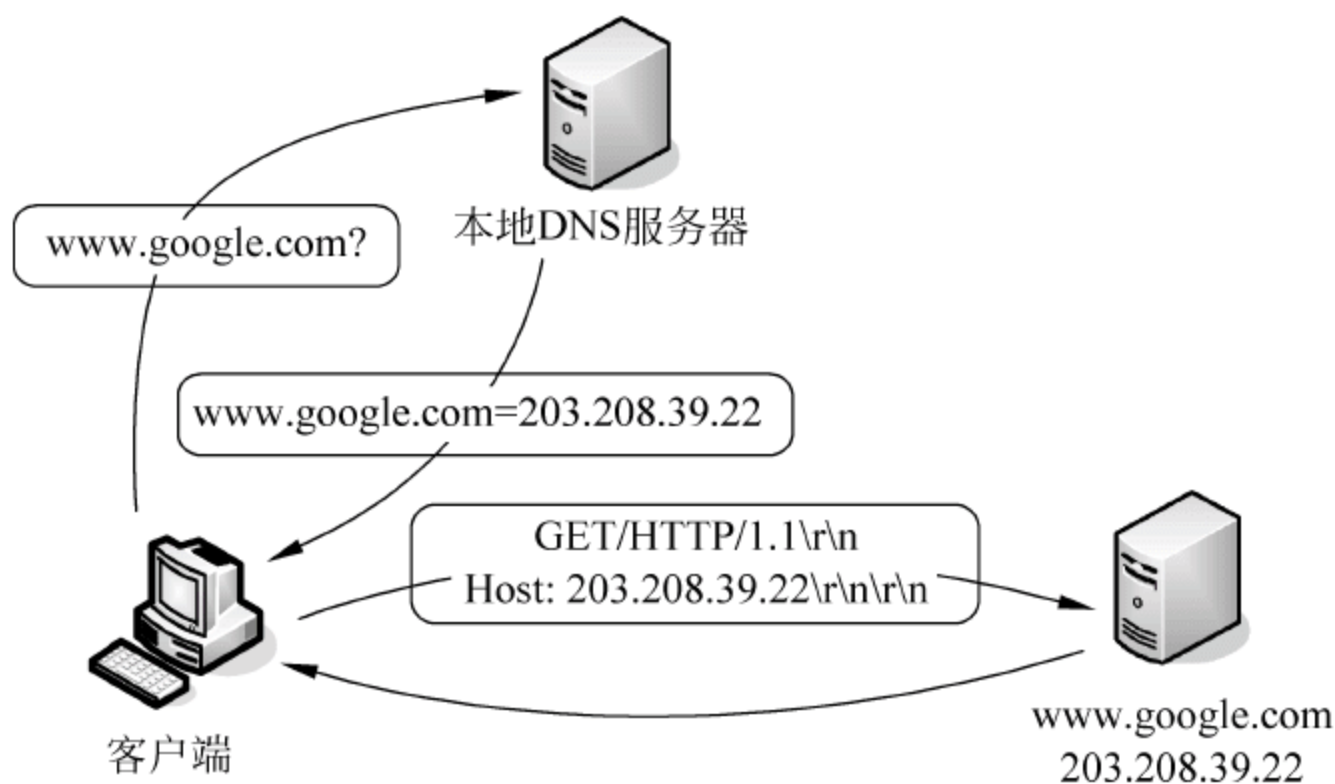 本地DNS服务器
www.google.com?
www.google.com=203.208.39.22
GET/HTTP/1.1\r\n
Host: 203.208.39.22\r\n\r\n
客户端
www.google.com
203.208.39.22